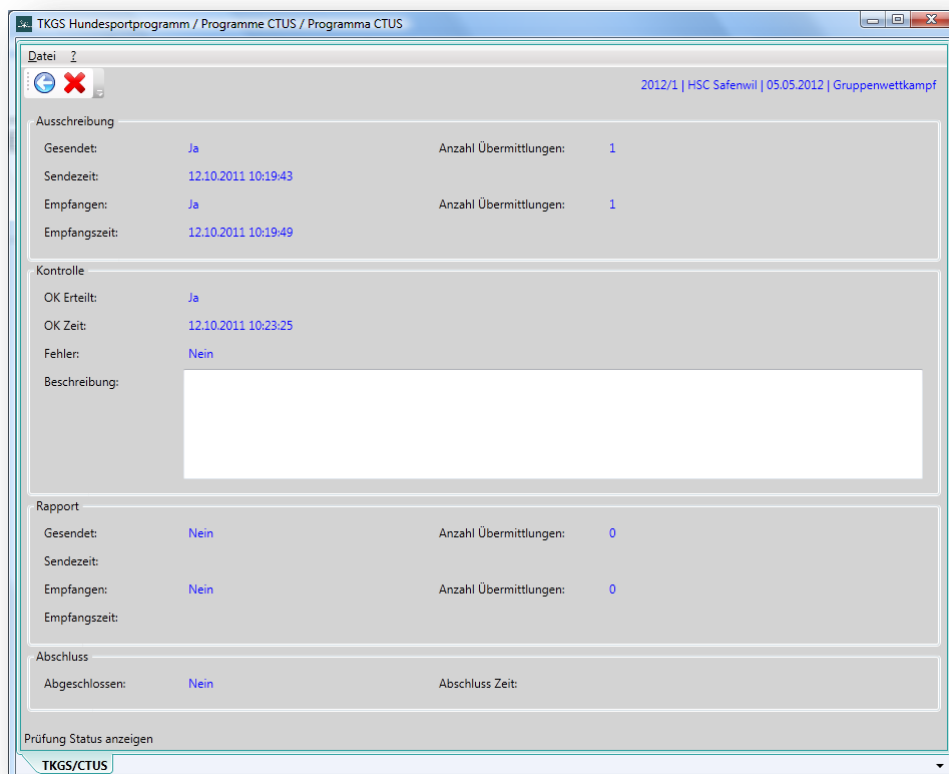 TKGS Hundesportprogramm / Programme CTUS / Programma CTUS
Datei ?
2012/1 | HSC Safenwil | 05.05.2012 | Gruppenwettkampf
Ausschreibung
Gesendet: Ja Anzahl Übermittlungen: 1
Sendezeit: 12.10.2011 10:19:43
Empfangen: Ja Anzahl Übermittlungen: 1
Empfangszeit: 12.10.2011 10:19:49
Kontrolle
OK Erteilt: Ja
OK Zeit: 12.10.2011 10:23:25
Fehler: Nein
Beschreibung:
Rapport
Gesendet: Nein Anzahl Übermittlungen: 0
Sendezeit:
Empfangen: Nein Anzahl Übermittlungen: 0
Empfangszeit:
Abschluss
Abgeschlossen: Nein Abschluss Zeit:
Prüfung Status anzeigen
TKGS/CTUS